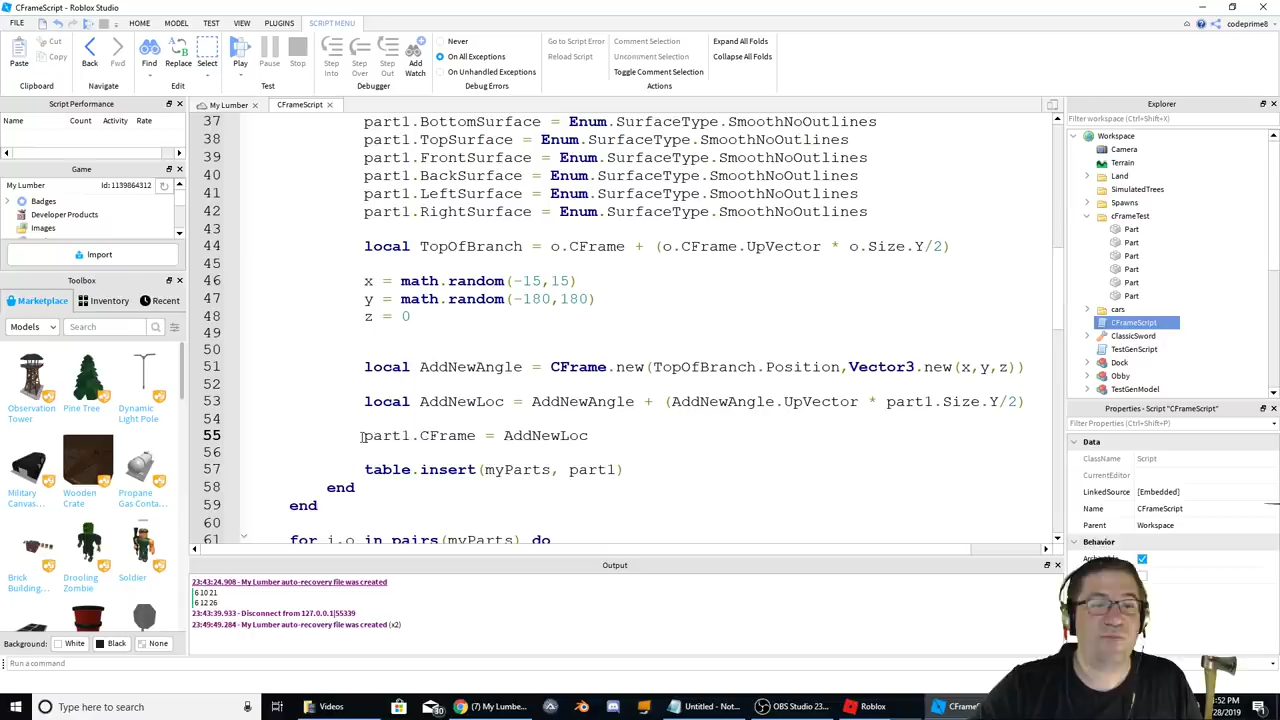 CFrameScript - Roblox Studio
FILE HOME MODEL TEST VIEW PLUGINS SCRIPT MENU codeprime8
Paste Cut Copy Back Fwd Find Replace Select Play Pause Stop Step Into Step Over Step Out Add Watch
Never
On All Exceptions
On Unhandled Exceptions
Go to Script Error
Reload Script
Comment Selection
Uncomment Selection
Toggle Comment Selection
Expand All Folds
Collapse All Folds
Clipboard Navigate Edit Test Debugger Debug Errors Actions
Script Performance
Name Count Activity Rate
Game
My Lumber Id: 1139864312
Badges
Developer Products
Images
Import
Toolbox
Marketplace Inventory Recent
Models Search
Observation Tower
Pine Tree
Dynamic Light Pole
Military Canvas...
Wooden Crate
Propane Gas Conta...
Brick Building...
Drooling Zombie
Soldier
Background: White Black None
My Lumber CFrameScript
37 part1.BottomSurface = Enum.SurfaceType.SmoothNoOutlines
38 part1.TopSurface = Enum.SurfaceType.SmoothNoOutlines
39 part1.FrontSurface = Enum.SurfaceType.SmoothNoOutlines
40 part1.BackSurface = Enum.SurfaceType.SmoothNoOutlines
41 part1.LeftSurface = Enum.SurfaceType.SmoothNoOutlines
42 part1.RightSurface = Enum.SurfaceType.SmoothNoOutlines
43
44 local TopOfBranch = o.CFrame + (o.CFrame.UpVector * o.Size.Y/2)
45
46 x = math.random(-15,15)
47 y = math.random(-180,180)
48 z = 0
49
50
51 local AddNewAngle = CFrame.new(TopOfBranch.Position,Vector3.new(x,y,z))
52
53 local AddNewLoc = AddNewAngle + (AddNewAngle.UpVector * part1.Size.Y/2)
54
55 part1.CFrame = AddNewLoc
56
57 table.insert(myParts, part1)
58 end
59 end
60
61 for i,o in pairs(myParts) do
Output
23:43:24.908 - My Lumber auto-recovery file was created
6 10 21
6 12 26
23:43:39.933 - Disconnect from 127.0.0.1|55339
23:49:49.284 - My Lumber auto-recovery file was created (x2)
Explorer
Filter workspace (Ctrl+Shift+X)
Workspace
Camera
Terrain
Land
SimulatedTrees
Spawns
cFrameTest
Part
Part
Part
Part
Part
Part
cars
CFrameScript
ClassicSword
TestGenScript
Dock
Obby
TestGenModel
Properties - Script "CFrameScript"
Filter Properties (Ctrl+Shift+P)
Data
ClassName Script
CurrentEditor
LinkedSource [Embedded]
Name CFrameScript
Parent Workspace
Behavior
Run a command
Type here to search
Videos
30
(7) My Lumbe...
Untitled - Not...
OBS Studio 23...
Roblox